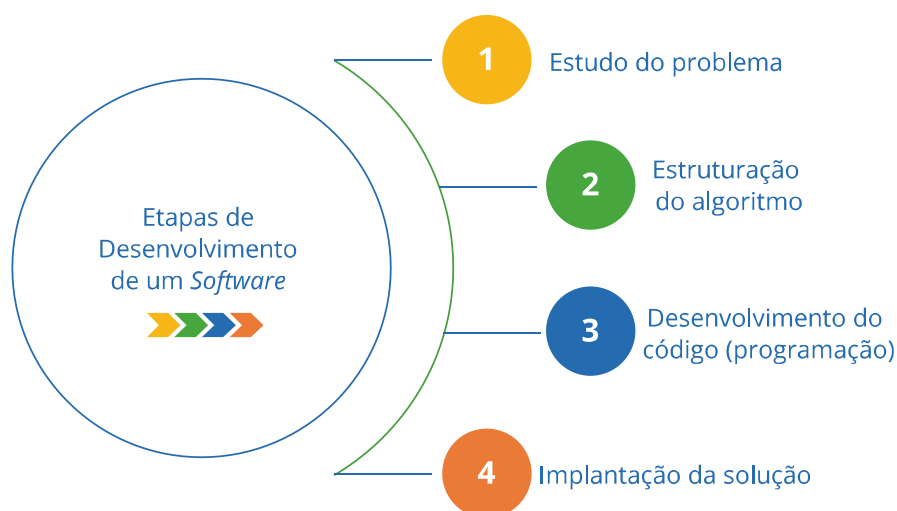 Etapas de
Desenvolvimento
de um Software
1
Estudo do problema
2
Estruturação
do algoritmo
3
Desenvolvimento do
código (programação)
4
Implantação da solução